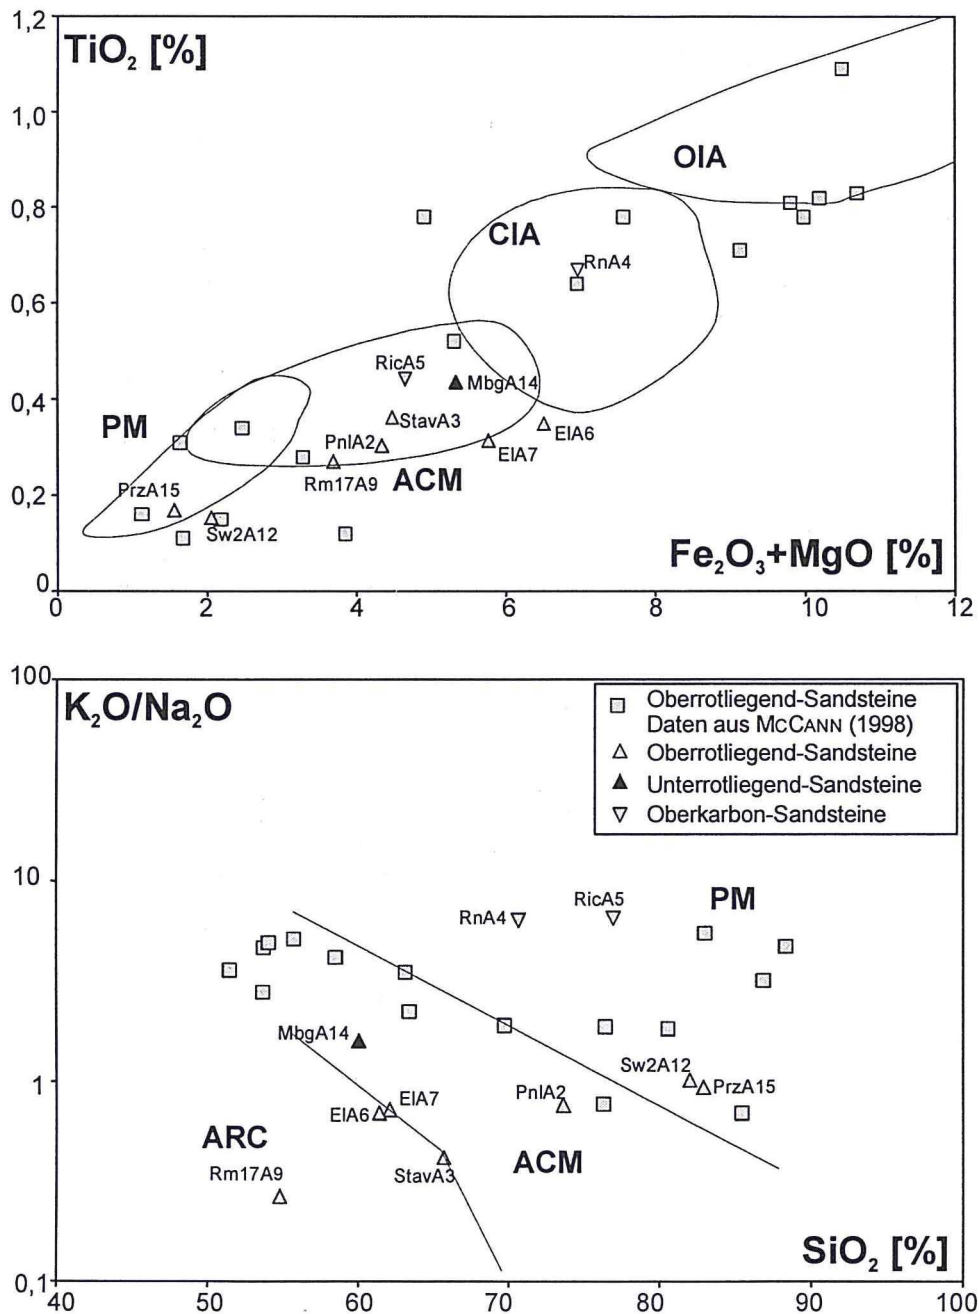 1,2
TiO₂ [%]
1,0
OIA
0,8
CIA
RnA4
0,6
RicA5
MbgA14
0,4
PM
StavA3
ElA6
PnlA2
ElA7
Rm17A9
ACM
PrzA15
0,2
Sw2A12
Fe₂O₃+MgO [%]
0
0 2 4 6 8 10 12
100
K₂O/Na₂O
Oberrotliegend-Sandsteine
Daten aus MCCANN (1998)
Oberrotliegend-Sandsteine
Unterrotliegend-Sandsteine
Oberkarbon-Sandsteine
10
RnA4
RicA5
PM
MbgA14
Sw2A12
1
PrzA15
PnlA2
ElA7
ElA6
ARC
ACM
Rm17A9
StavA3
SiO₂ [%]
0,1
40 50 60 70 80 90 100